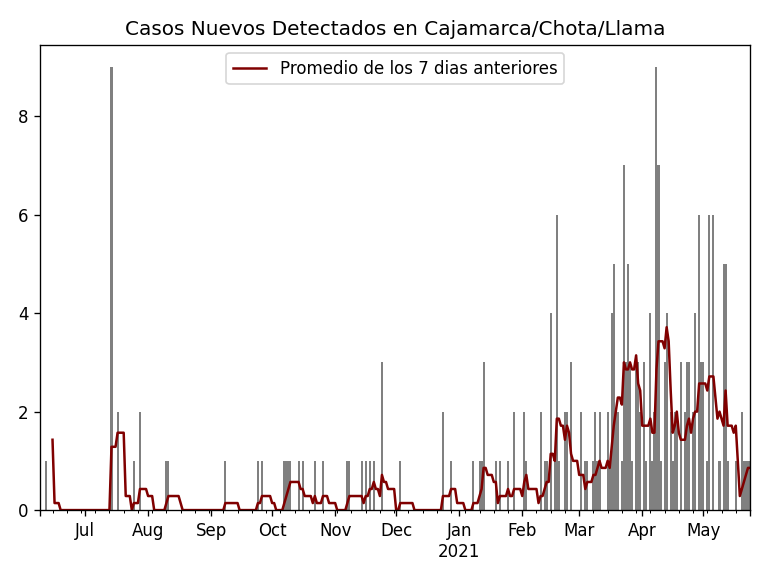 Casos Nuevos Detectados en Cajamarca/Chota/Llama
Promedio de los 7 dias anteriores
8
6
4
2
0
Jul Aug Sep Oct Nov Dec Jan Feb Mar Apr May
2021